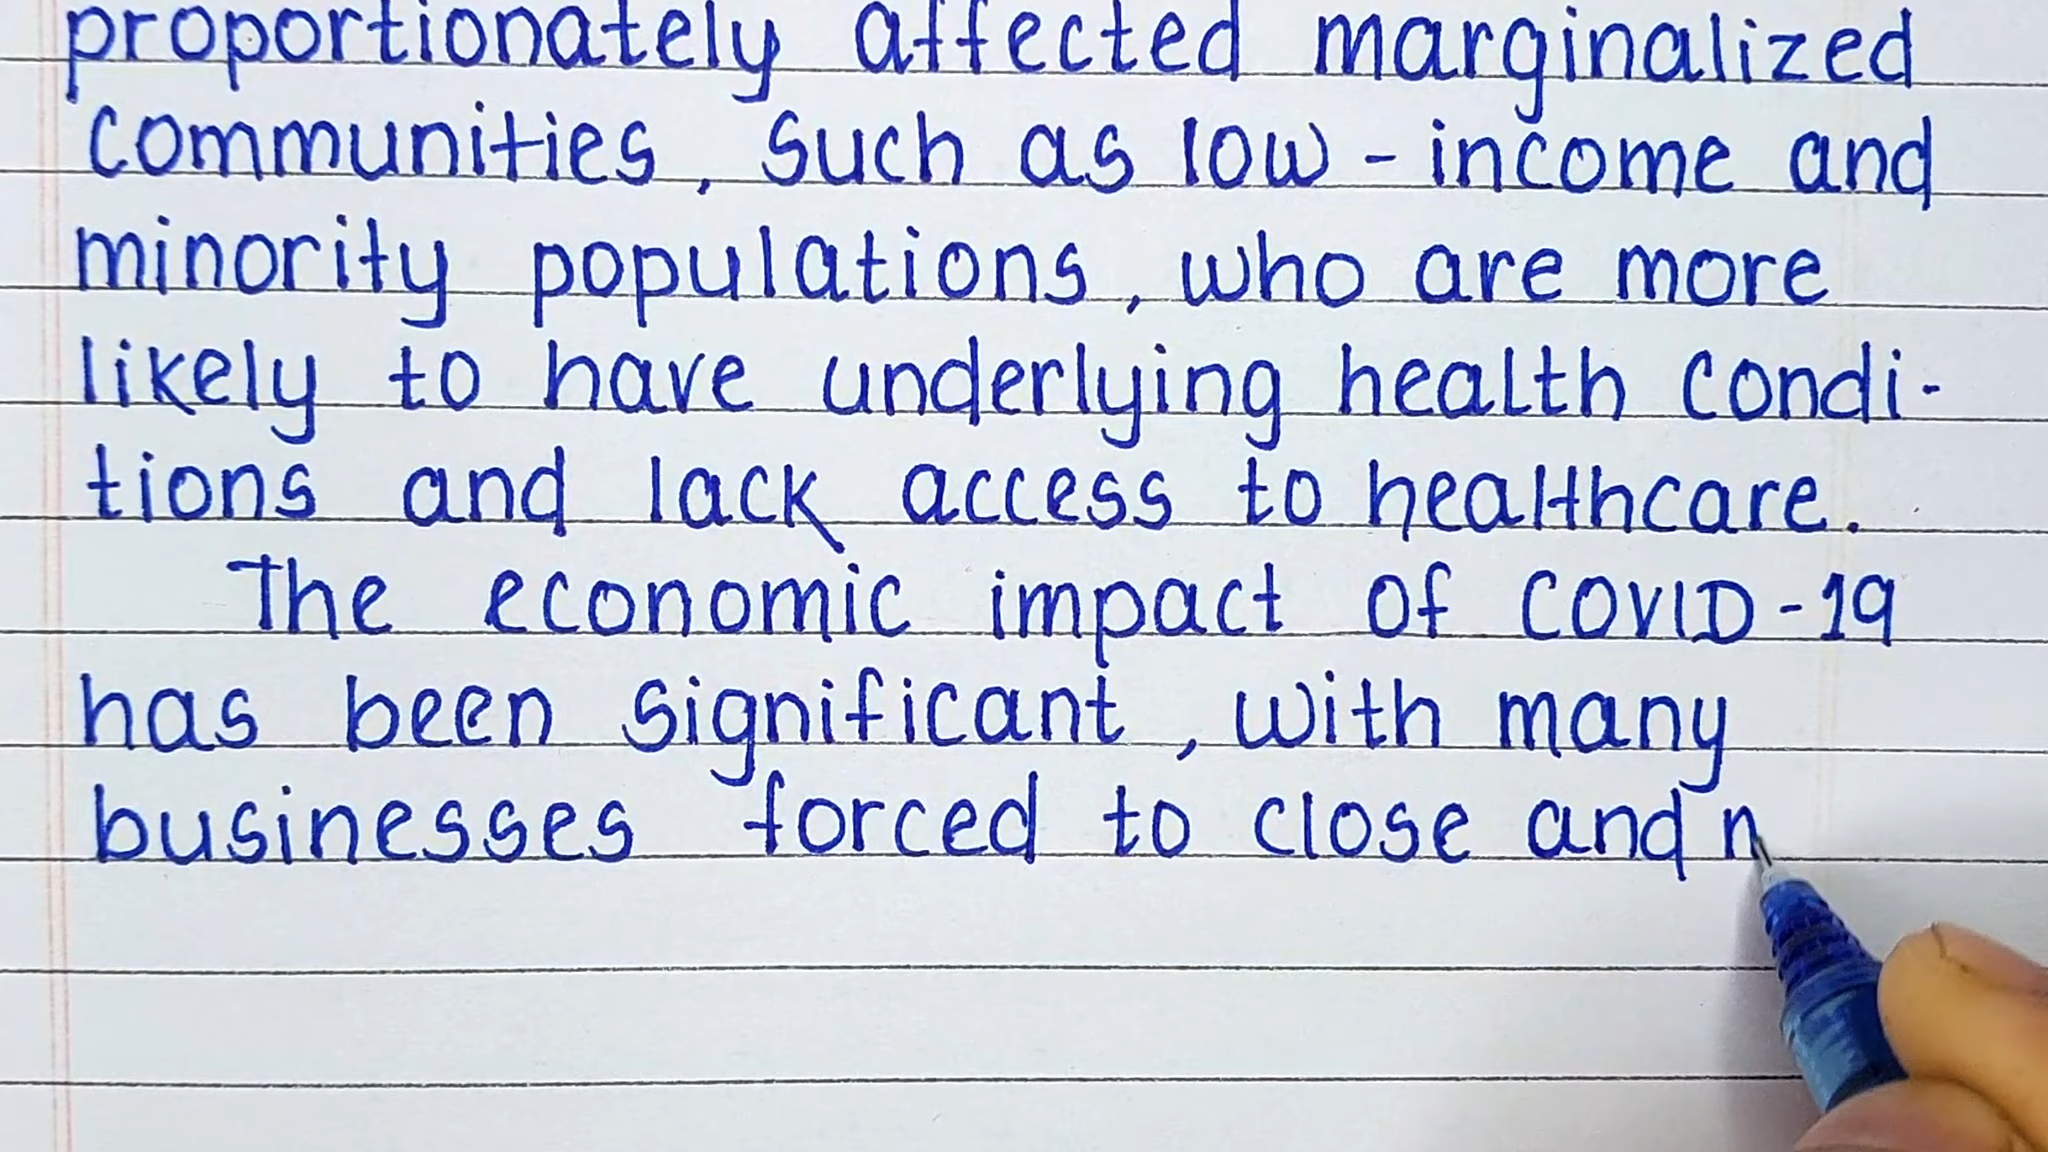 proportionately affected marginalized
communities, such as low-income and
minority populations, who are more
likely to have underlying health condi-
tions and lack access to healthcare.
The economic impact of COVID-19
has been significant, with many
businesses forced to close and